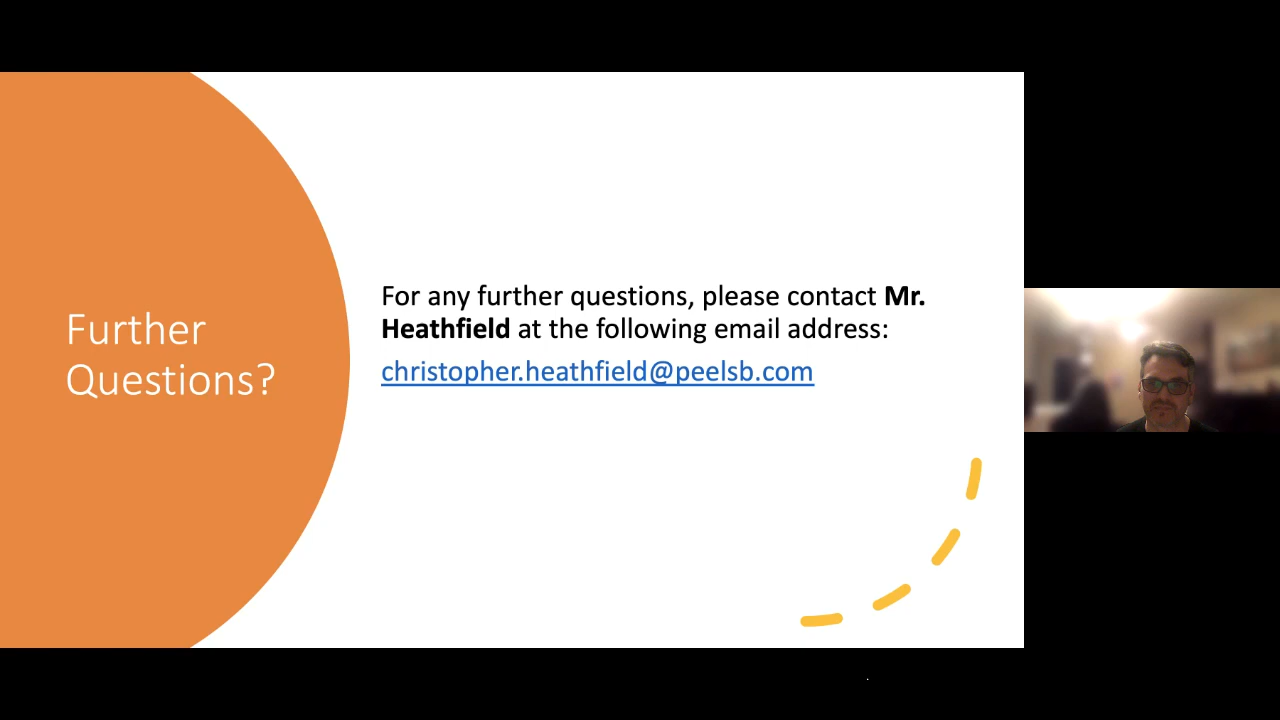 Further
Questions?
For any further questions, please contact Mr.
Heathfield at the following email address:
christopher.heathfield@peelsb.com